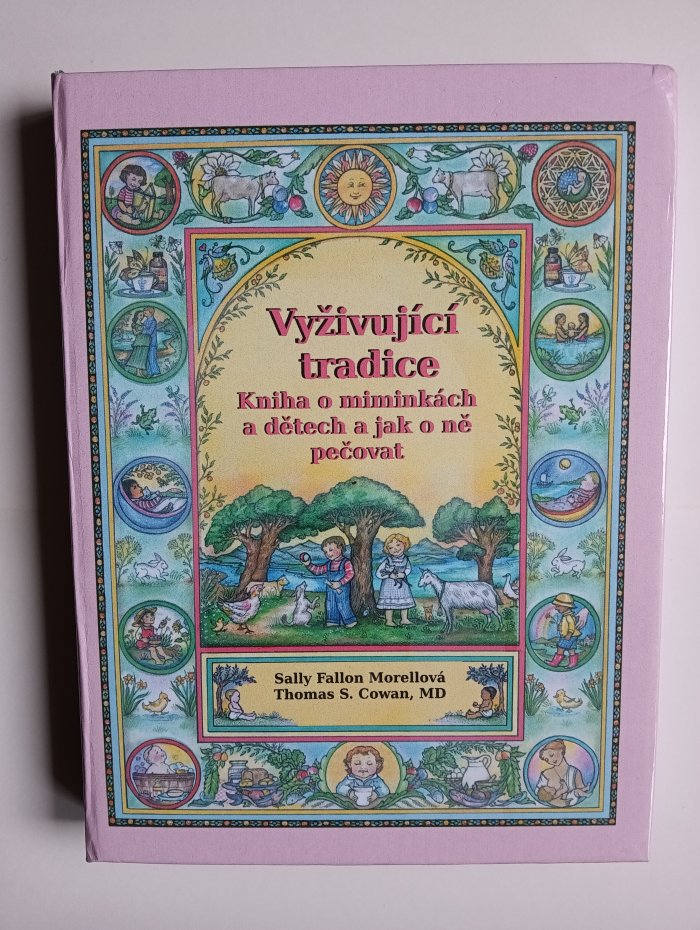 Vyživující
tradice
Kniha o miminkách
a dětech a jak o ně
pečovat
Sally Fallon Morellová
Thomas S. Cowan, MD